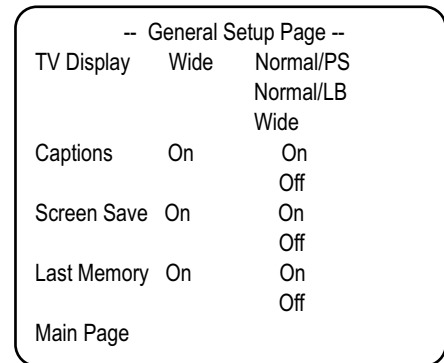 -- General Setup Page --
TV Display Wide Normal/PS
Normal/LB
Wide
Captions On On
Off
Screen Save On On
Off
Last Memory On On
Off
Main Page